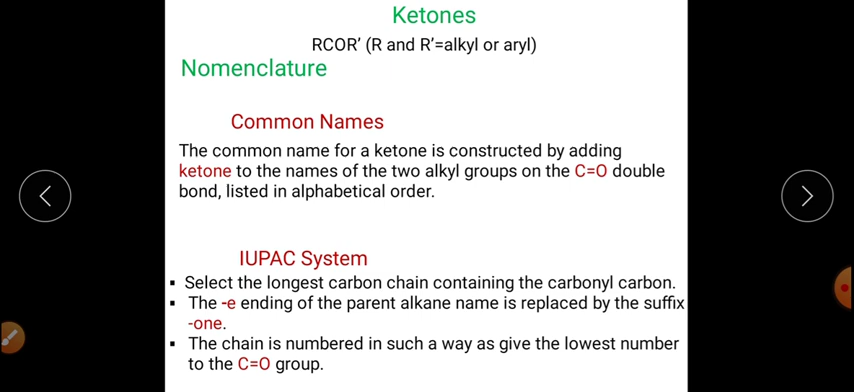 Ketones
RCOR’ (R and R’=alkyl or aryl)
Nomenclature
Common Names
The common name for a ketone is constructed by adding
ketone to the names of the two alkyl groups on the C=O double
bond, listed in alphabetical order.
IUPAC System
▪ Select the longest carbon chain containing the carbonyl carbon.
▪ The -e ending of the parent alkane name is replaced by the suffix
-one.
▪ The chain is numbered in such a way as give the lowest number
to the C=O group.